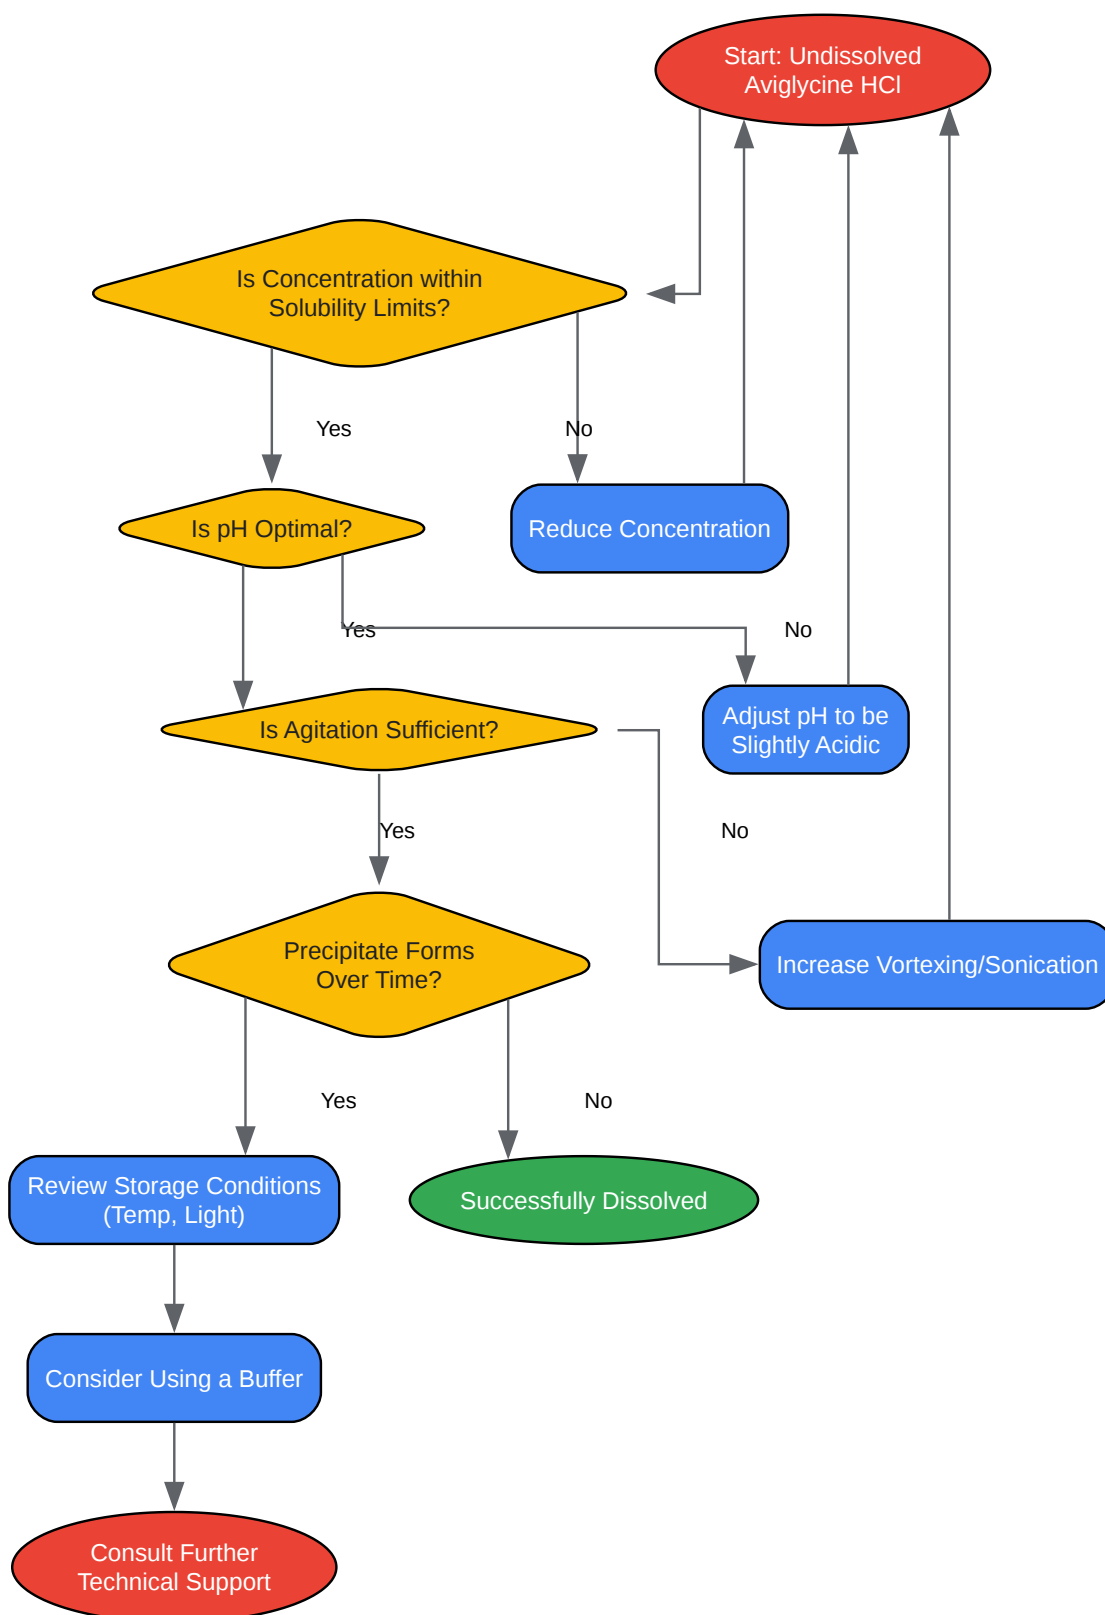 Start: Undissolved
Aviglycine HCl
Is Concentration within
Solubility Limits?
Yes
No
Is pH Optimal?
Reduce Concentration
Yes
No
Is Agitation Sufficient?
Adjust pH to be
Slightly Acidic
Yes
No
Precipitate Forms
Over Time?
Increase Vortexing/Sonication
Yes
No
Review Storage Conditions
(Temp, Light)
Successfully Dissolved
Consider Using a Buffer
Consult Further
Technical Support